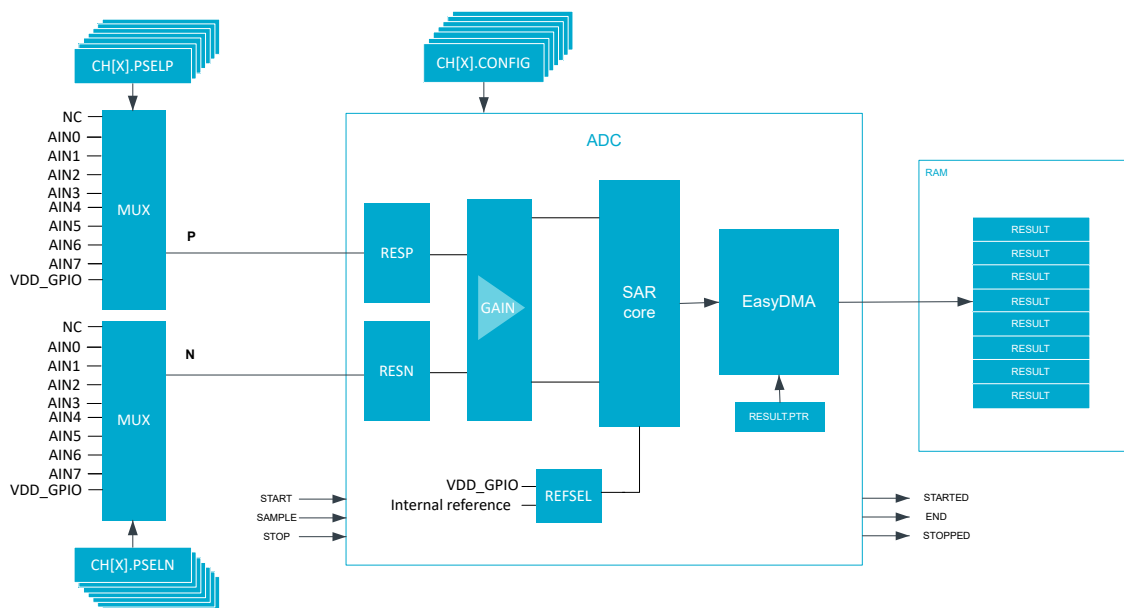 CH[X].PSELP
CH[X].CONFIG
NC
AIN0
AIN1
AIN2
AIN3
AIN4
AIN5
AIN6
AIN7
VDD_GPIO
MUX
P
NC
AIN0
AIN1
AIN2
AIN3
AIN4
AIN5
AIN6
AIN7
VDD_GPIO
MUX
N
CH[X].PSELN
ADC
RESP
RESN
GAIN
SAR
core
EasyDMA
RESULT.PTR
VDD_GPIO
Internal reference
REFSEL
START
SAMPLE
STOP
STARTED
END
STOPPED
RAM
RESULT
RESULT
RESULT
RESULT
RESULT
RESULT
RESULT
RESULT